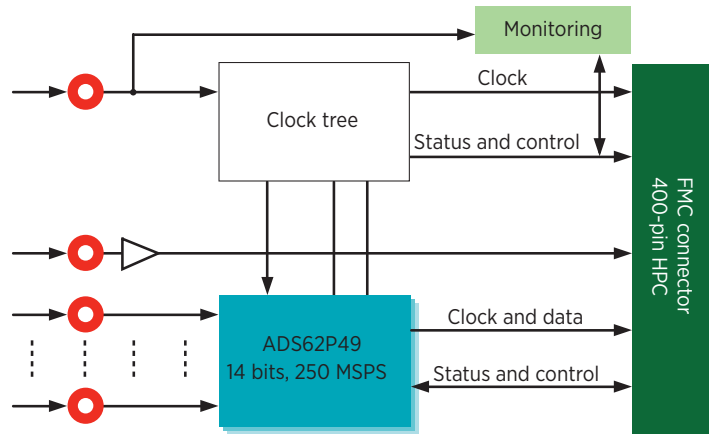 Monitoring
Clock
Clock tree
Status and control
FMC connector
400-pin HPC
Clock and data
ADS62P49
14 bits, 250 MSPS
Status and control